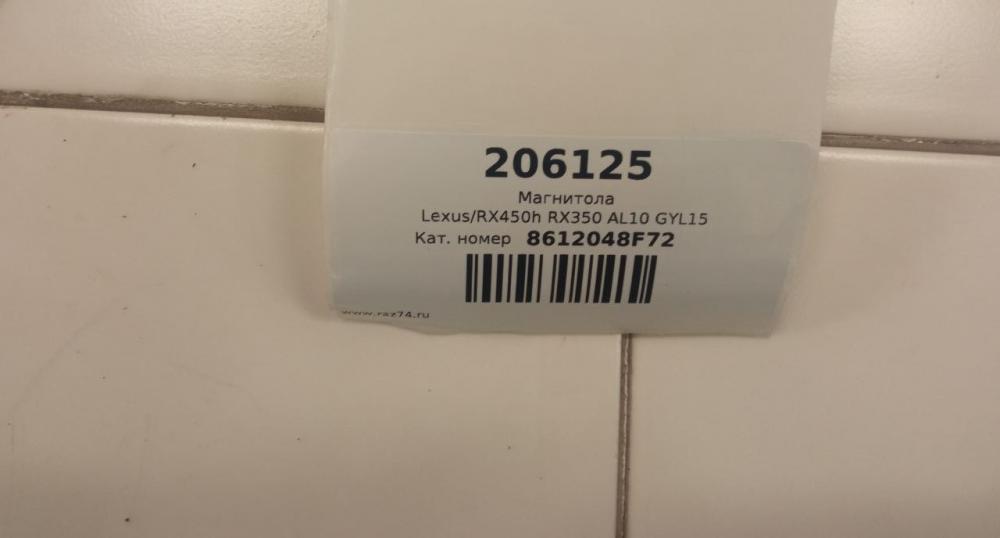 206125
Магнитола
Lexus/RX450h RX350 AL10 GYL15
Кат. номер 8612048F72
www.raz74.ru